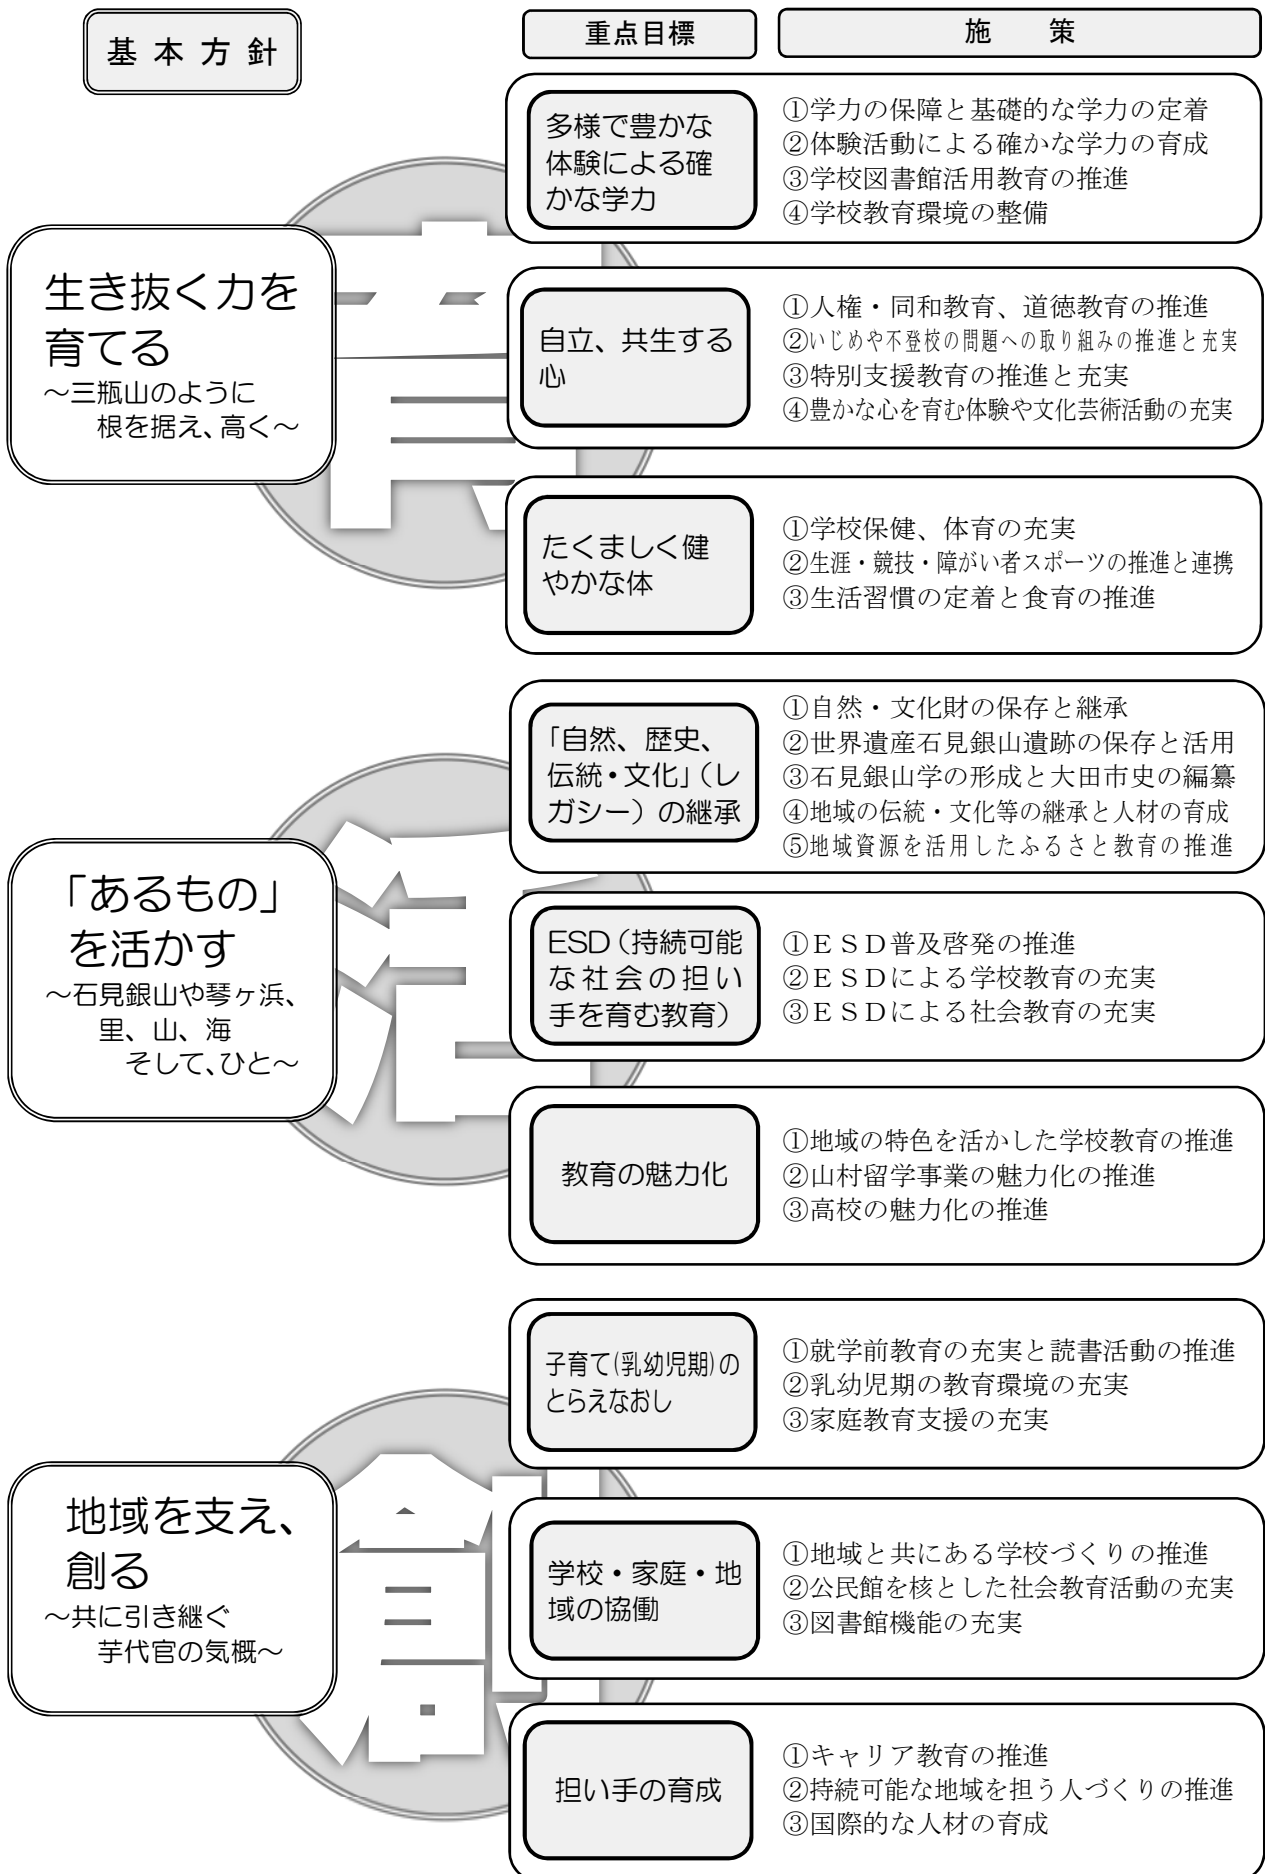 基本方針
重点目標
施策
生き抜く力を
育てる
～三瓶山のように
根を据え、高く～
多様で豊かな
体験による確
かな学力
①学力の保障と基礎的な学力の定着
②体験活動による確かな学力の育成
③学校図書館活用教育の推進
④学校教育環境の整備
自立、共生する
心
①人権・同和教育、道徳教育の推進
②いじめや不登校の問題への取り組みの推進と充実
③特別支援教育の推進と充実
④豊かな心を育む体験や文化芸術活動の充実
たくましく健
やかな体
①学校保健、体育の充実
②生涯・競技・障がい者スポーツの推進と連携
③生活習慣の定着と食育の推進
「あるもの」
を活かす
～石見銀山や琴ヶ浜、
里、山、海
そして、ひと～
「自然、歴史、
伝統・文化」（レ
ガシー）の継承
①自然・文化財の保存と継承
②世界遺産石見銀山遺跡の保存と活用
③石見銀山学の形成と大田市史の編纂
④地域の伝統・文化等の継承と人材の育成
⑤地域資源を活用したふるさと教育の推進
ESD（持続可能
な社会の担い
手を育む教育）
①ＥＳＤ普及啓発の推進
②ＥＳＤによる学校教育の充実
③ＥＳＤによる社会教育の充実
教育の魅力化
①地域の特色を活かした学校教育の推進
②山村留学事業の魅力化の推進
③高校の魅力化の推進
地域を支え、
創る
～共に引き継ぐ
芋代官の気概～
子育て(乳幼児期)の
とらえなおし
①就学前教育の充実と読書活動の推進
②乳幼児期の教育環境の充実
③家庭教育支援の充実
学校・家庭・地
域の協働
①地域と共にある学校づくりの推進
②公民館を核とした社会教育活動の充実
③図書館機能の充実
担い手の育成
①キャリア教育の推進
②持続可能な地域を担う人づくりの推進
③国際的な人材の育成